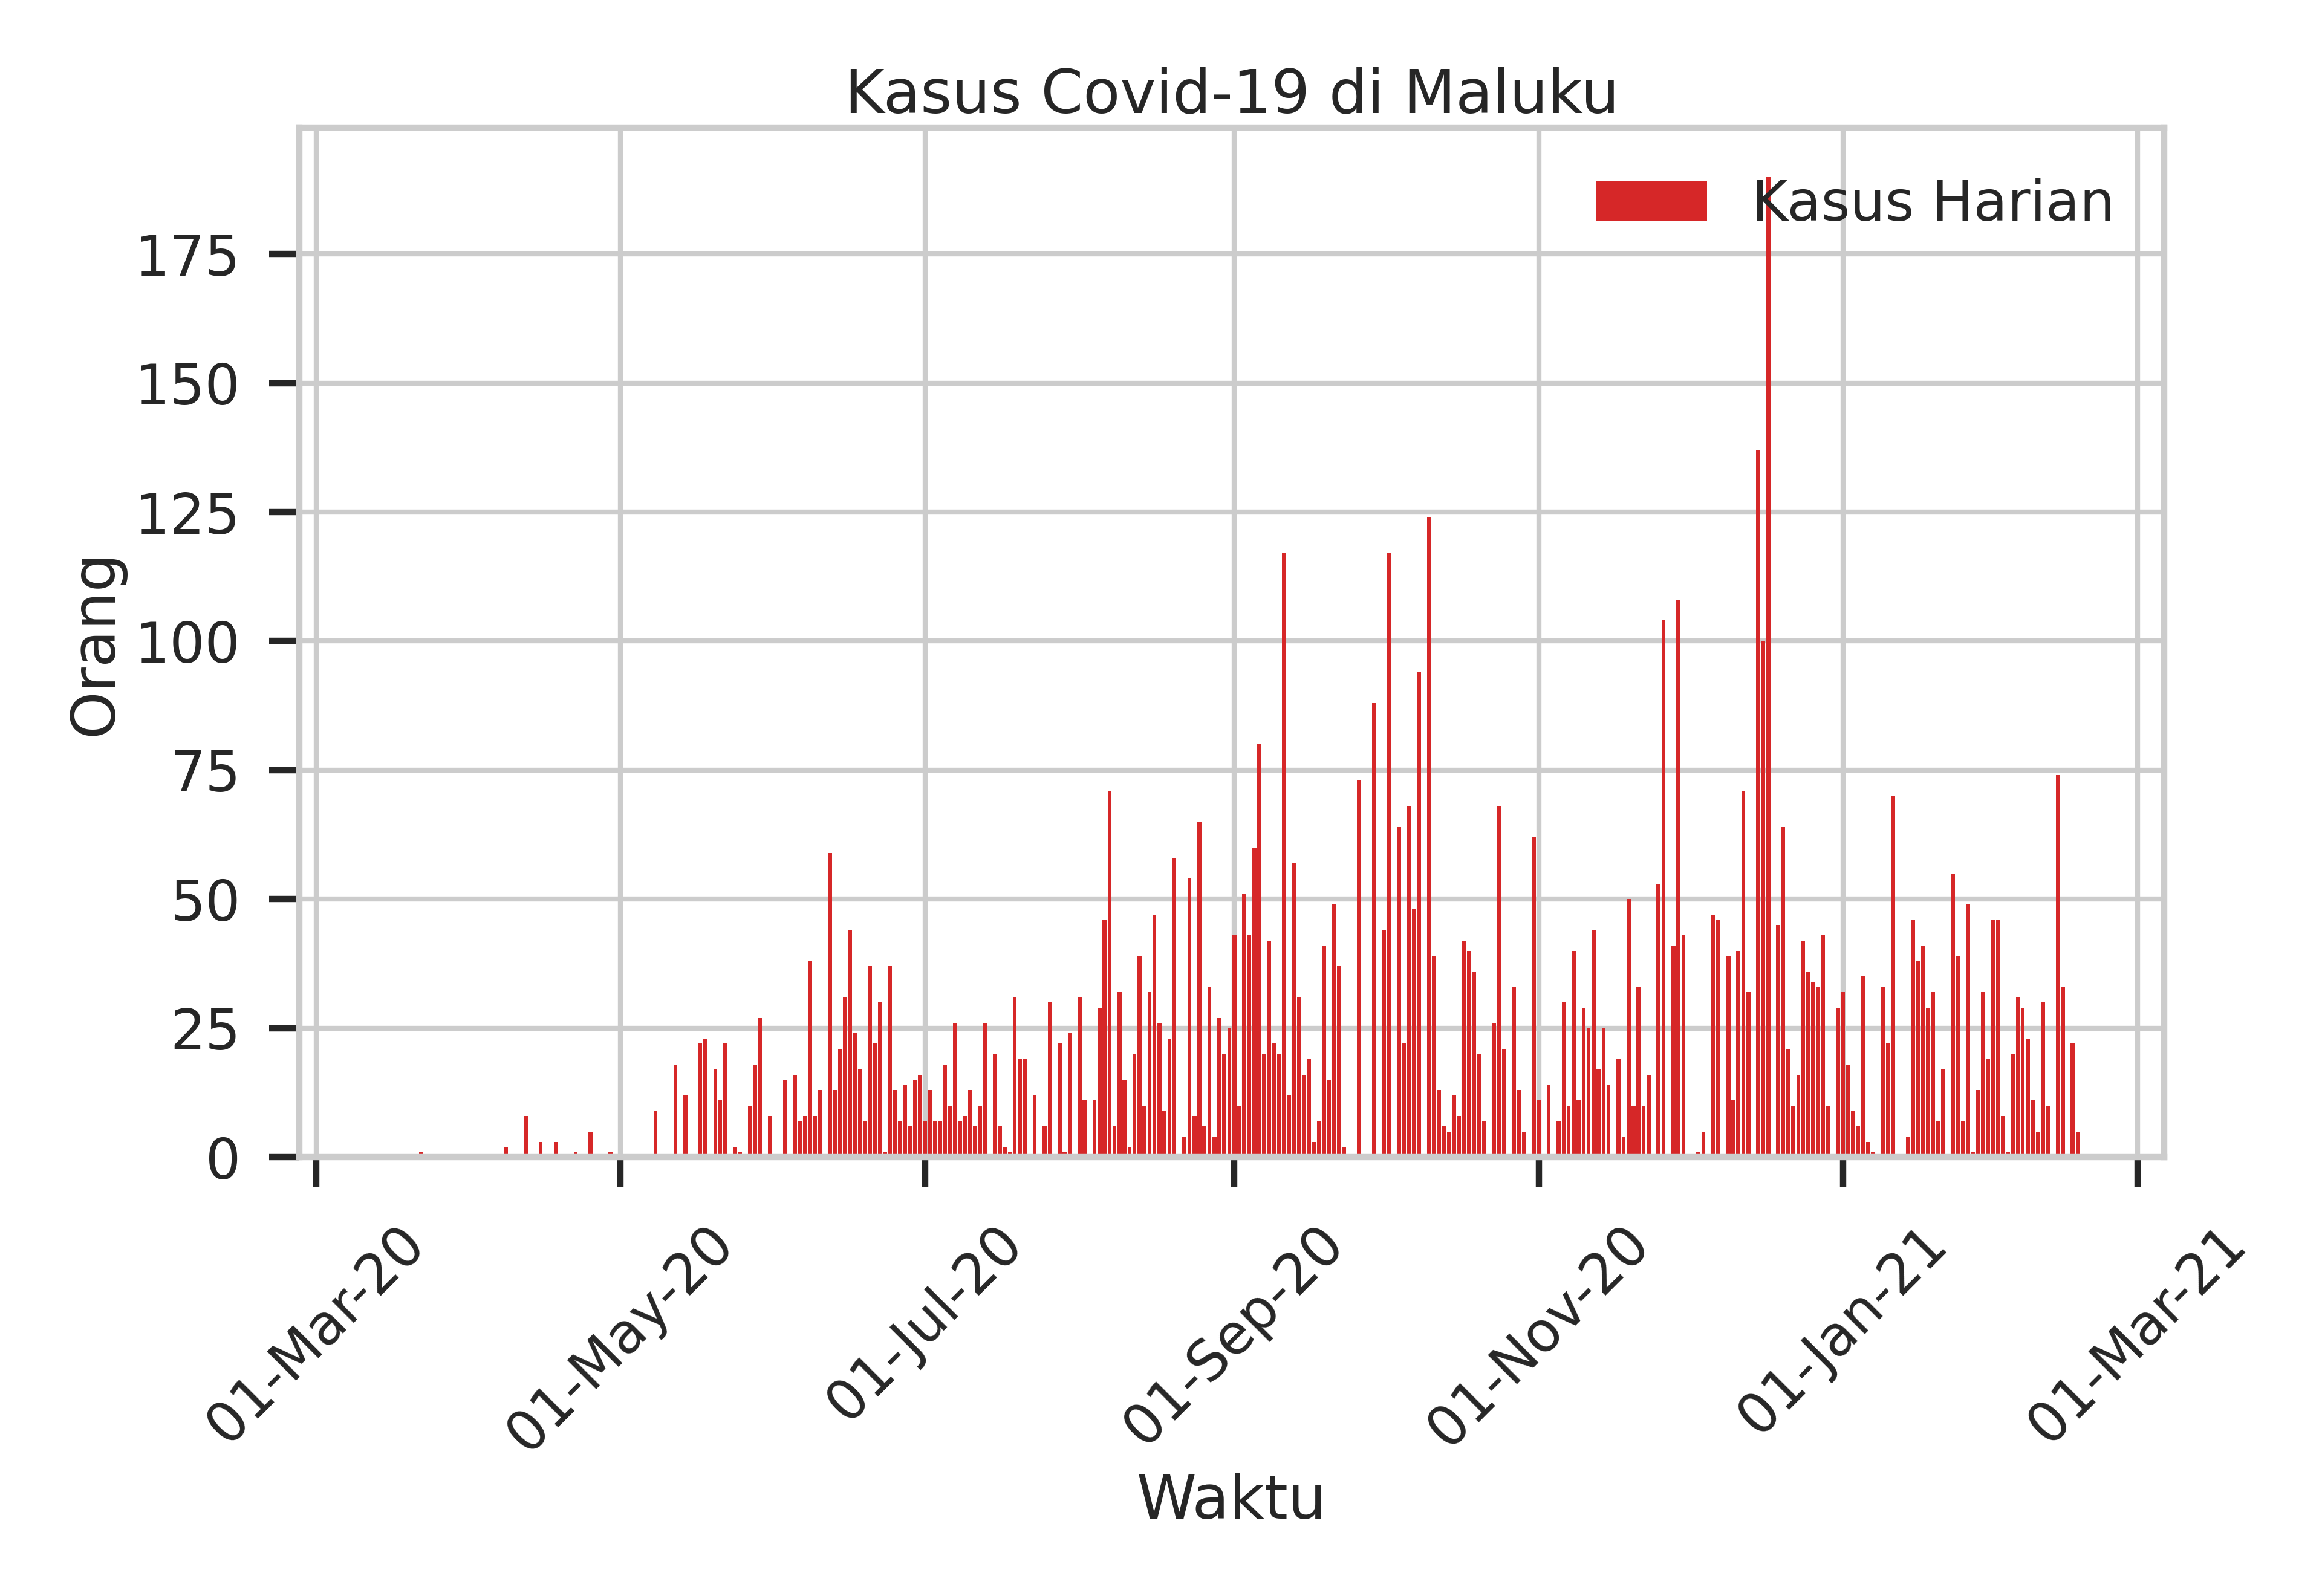 Kasus Covid-19 di Maluku
Kasus Harian
175
150
125
100
75
50
25
0
Orang
01-Mar-20
01-May-20
01-Jul-20
01-Sep-20
01-Nov-20
01-Jan-21
01-Mar-21
Waktu